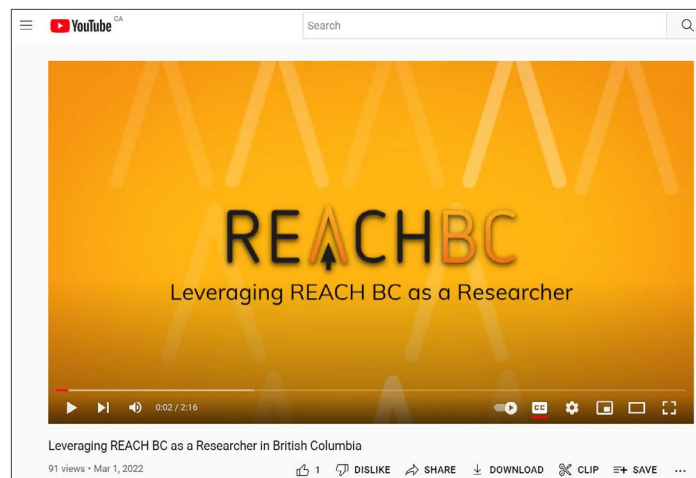 YouTube CA
Search
REACHBC
Leveraging REACH BC as a Researcher
0:02 / 2:16
CC
Leveraging REACH BC as a Researcher in British Columbia
91 views • Mar 1, 2022
1 DISLIKE SHARE DOWNLOAD CLIP SAVE ...